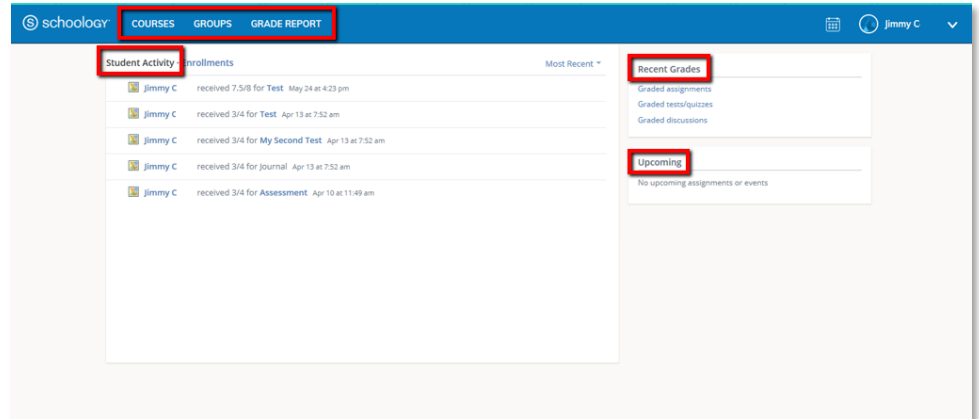 schoology COURSES GROUPS GRADE REPORT Jimmy C
Student Activity · Enrollments Most Recent
Jimmy C received 7.5/8 for Test May 24 at 4:23 pm
Jimmy C received 3/4 for Test Apr 13 at 7:52 am
Jimmy C received 3/4 for My Second Test Apr 13 at 7:52 am
Jimmy C received 3/4 for Journal Apr 13 at 7:52 am
Jimmy C received 3/4 for Assessment Apr 10 at 11:49 am
Recent Grades
Graded assignments
Graded tests/quizzes
Graded discussions
Upcoming
No upcoming assignments or events